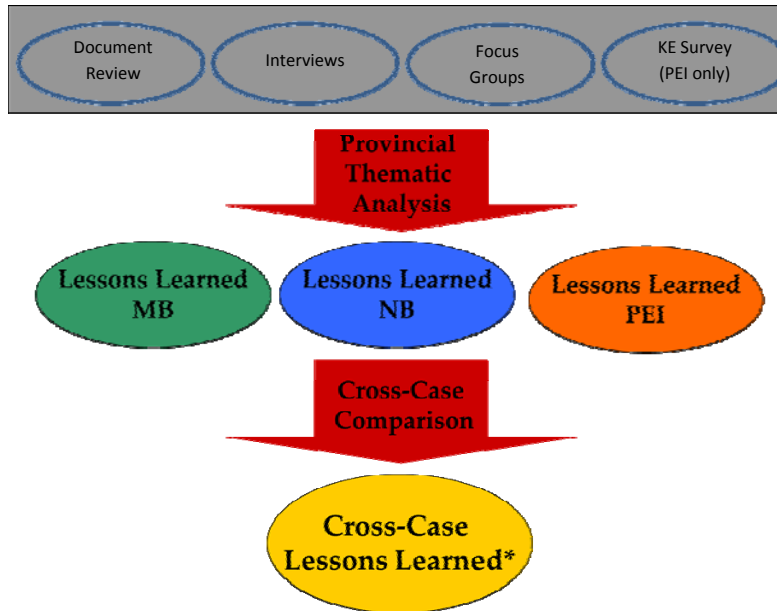 Document
Review
Interviews
Focus
Groups
KE Survey
(PEI only)
Provincial
Thematic
Analysis
Lessons Learned
MB
Lessons Learned
NB
Lessons Learned
PEI
Cross-Case
Comparison
Cross-Case
Lessons Learned*